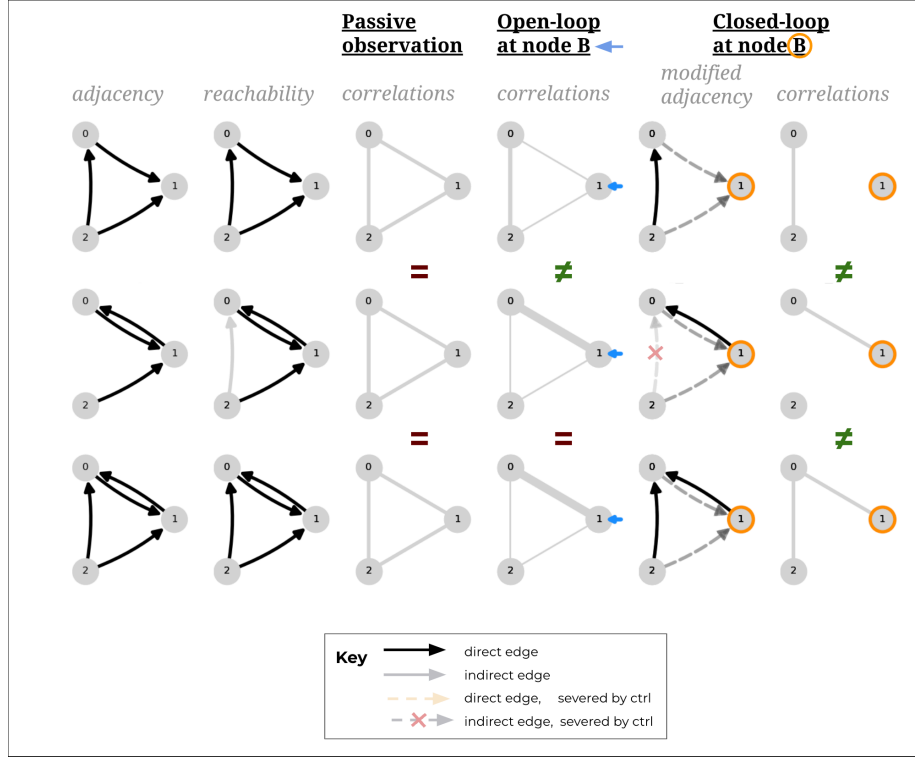 Passive
observation
Open-loop
at node B
Closed-loop
at node B
adjacency
reachability
correlations
correlations
modified
adjacency
correlations
0
1
2
0
1
2
0
1
2
0
1
2
0
1
2
0
1
2
= ≠ ≠
0
1
2
0
1
2
0
1
2
0
1
2
0
1
2
0
1
2
= = ≠
0
1
2
0
1
2
0
1
2
0
1
2
0
1
2
0
1
2
Key
direct edge
indirect edge
direct edge, severed by ctrl
indirect edge, severed by ctrl